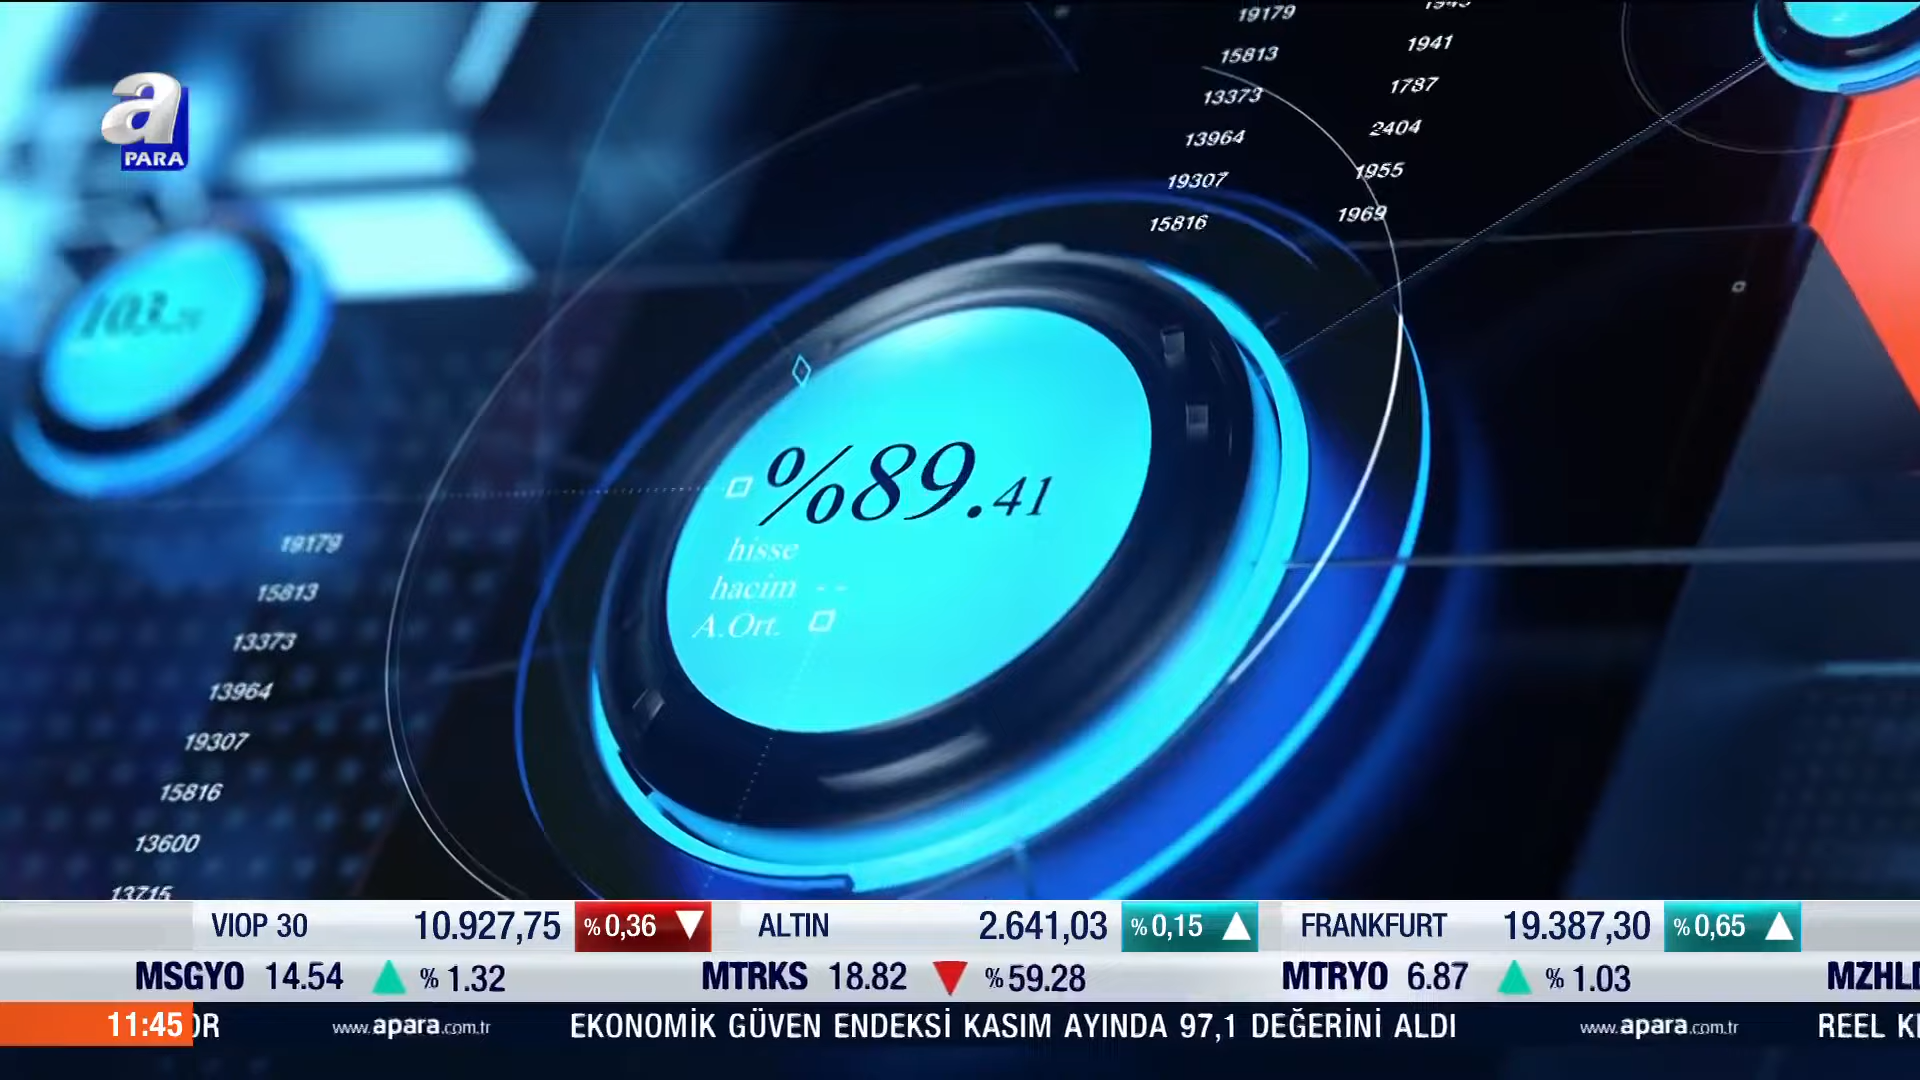 a
PARA
19179
15813
13373
13964
19307
15816
1941
1787
2404
1955
1969
%89.41
hisse
hacim - -
A.Ort.
19179
15813
13373
13964
19307
15816
13600
13715
VIOP 30 10.927,75 %0,36 ▼ ALTIN 2.641,03 %0,15 ▲ FRANKFURT 19.387,30 %0,65 ▲
MSGYO 14.54 ▲ % 1.32 MTRKS 18.82 ▼ %59.28 MTRYO 6.87 ▲ % 1.03 MZHLD
11:45 OR www.apara.com.tr EKONOMİK GÜVEN ENDEKSİ KASIM AYINDA 97,1 DEĞERİNİ ALDI www.apara.com.tr REEL K